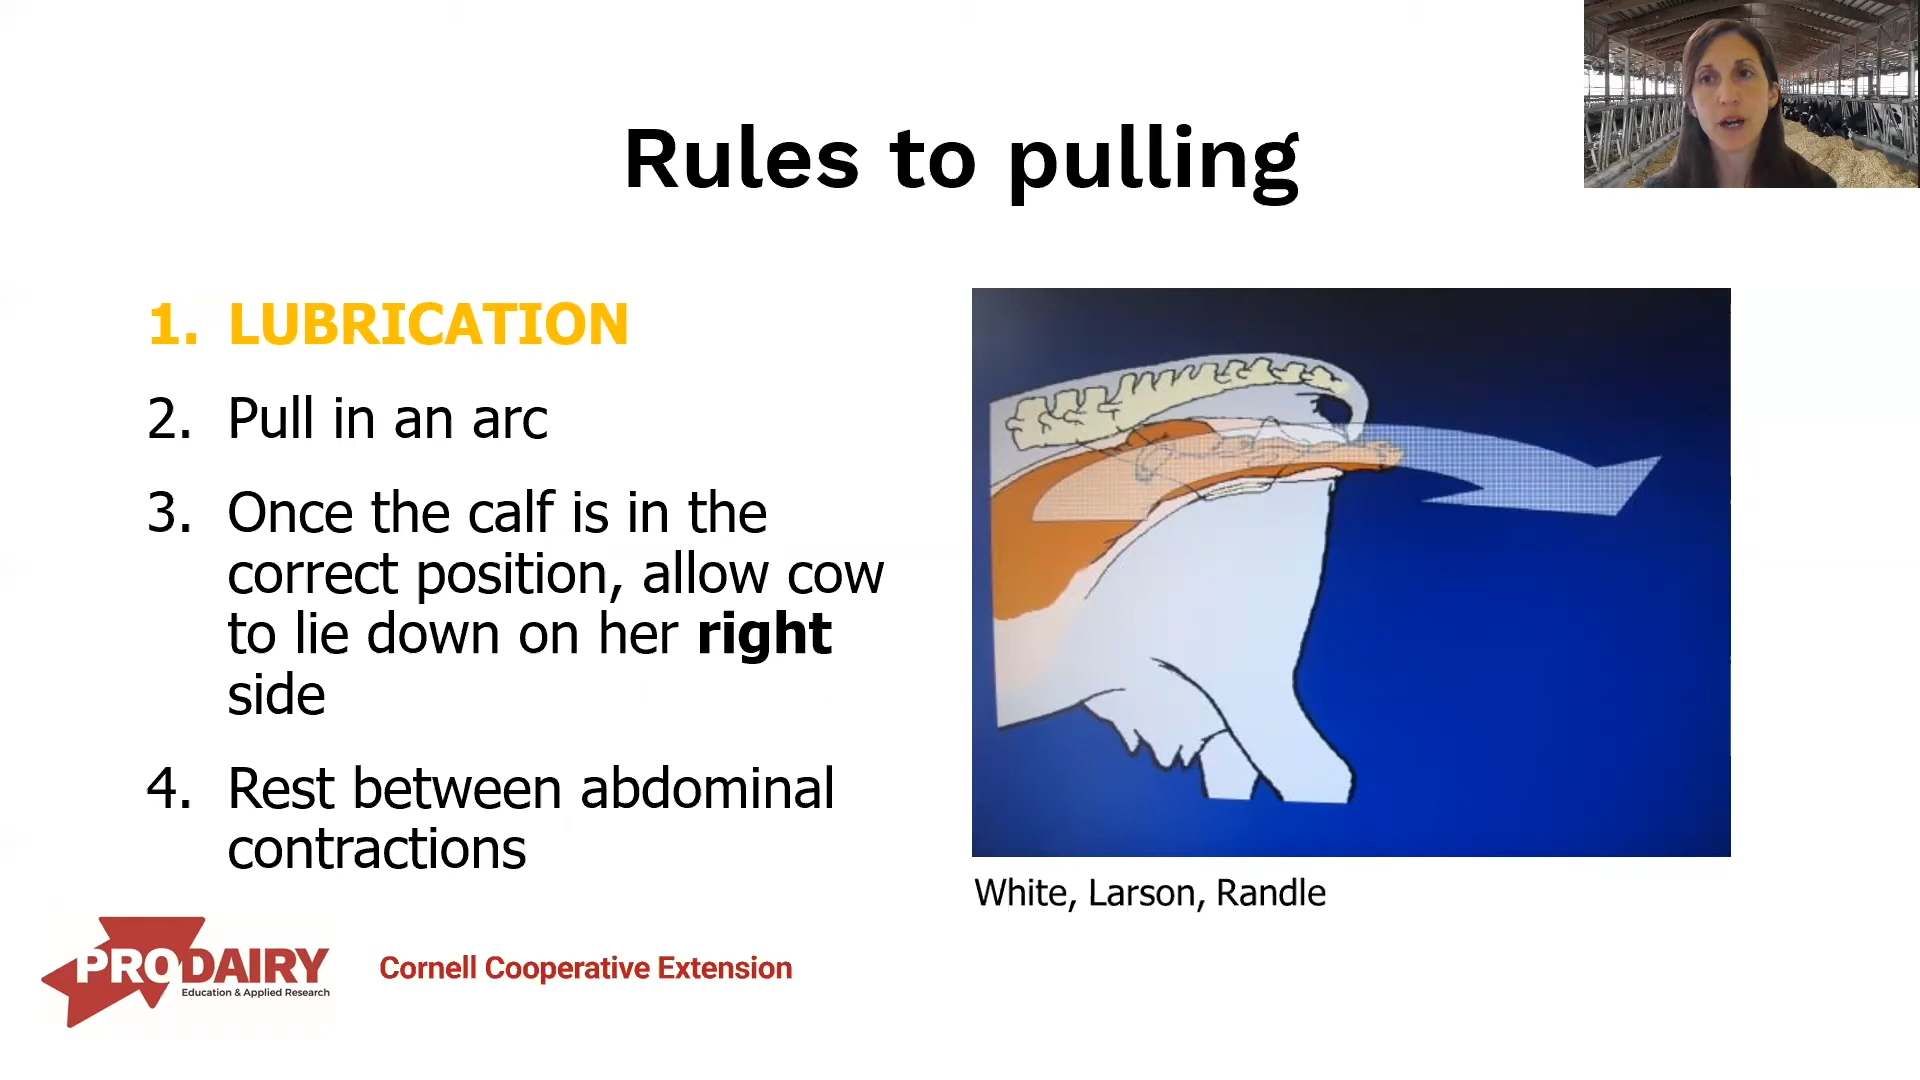 Rules to pulling
1. LUBRICATION
2. Pull in an arc
3. Once the calf is in the
correct position, allow cow
to lie down on her right
side
4. Rest between abdominal
contractions
White, Larson, Randle
PRODAIRY
Education & Applied Research
Cornell Cooperative Extension